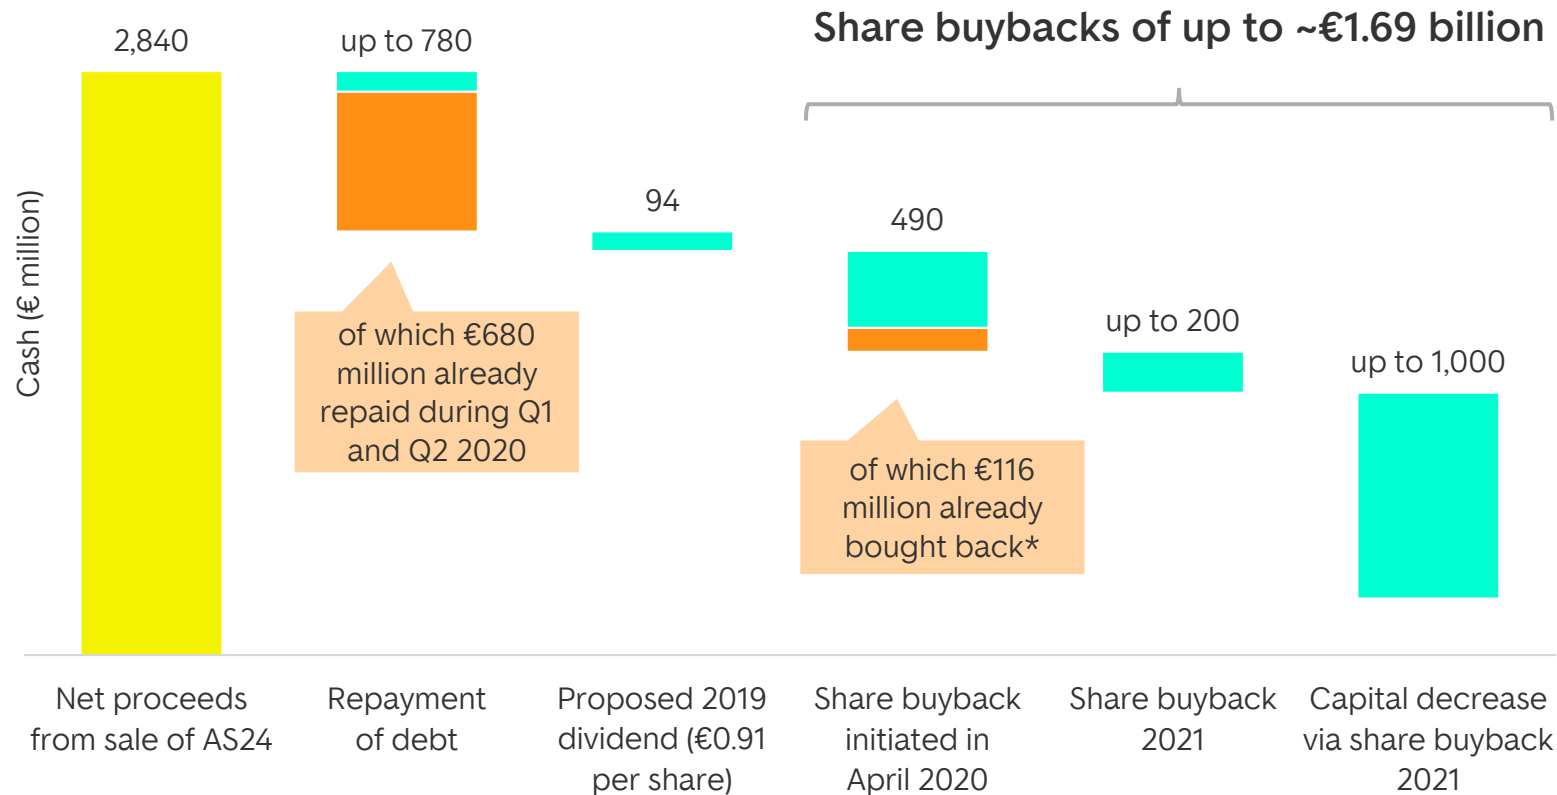 Share buybacks of up to ~€1.69 billion
2,840
up to 780
94
490
up to 200
up to 1,000
Cash (€ million)
of which €680
million already
repaid during Q1
and Q2 2020
of which €116
million already
bought back*
Net proceeds
from sale of AS24
Repayment
of debt
Proposed 2019
dividend (€0.91
per share)
Share buyback
initiated in
April 2020
Share buyback
2021
Capital decrease
via share buyback
2021